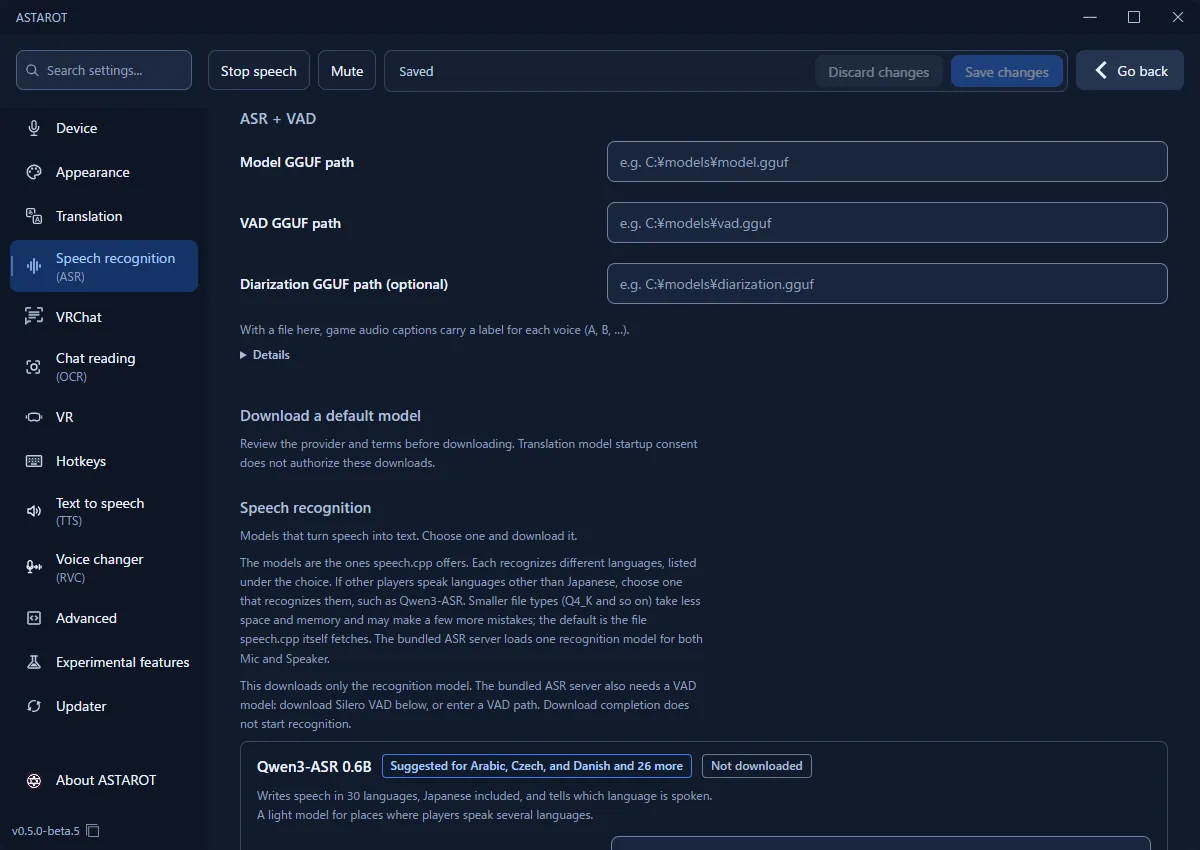 ASTAROT
Search settings...
Stop speech
Mute
Saved
Discard changes
Save changes
Go back
Device
Appearance
Translation
Speech recognition
(ASR)
VRChat
Chat reading
(OCR)
VR
Hotkeys
Text to speech
(TTS)
Voice changer
(RVC)
Advanced
Experimental features
Updater
About ASTAROT
v0.5.0-beta.5
ASR + VAD
Model GGUF path
e.g. C:¥models¥model.gguf
VAD GGUF path
e.g. C:¥models¥vad.gguf
Diarization GGUF path (optional)
e.g. C:¥models¥diarization.gguf
With a file here, game audio captions carry a label for each voice (A, B, ...).
Details
Download a default model
Review the provider and terms before downloading. Translation model startup consent
does not authorize these downloads.
Speech recognition
Models that turn speech into text. Choose one and download it.
The models are the ones speech.cpp offers. Each recognizes different languages, listed
under the choice. If other players speak languages other than Japanese, choose one
that recognizes them, such as Qwen3-ASR. Smaller file types (Q4_K and so on) take less
space and memory and may make a few more mistakes; the default is the file
speech.cpp itself fetches. The bundled ASR server loads one recognition model for both
Mic and Speaker.
This downloads only the recognition model. The bundled ASR server also needs a VAD
model: download Silero VAD below, or enter a VAD path. Download completion does
not start recognition.
Qwen3-ASR 0.6B
Suggested for Arabic, Czech, and Danish and 26 more
Not downloaded
Writes speech in 30 languages, Japanese included, and tells which language is spoken.
A light model for places where players speak several languages.